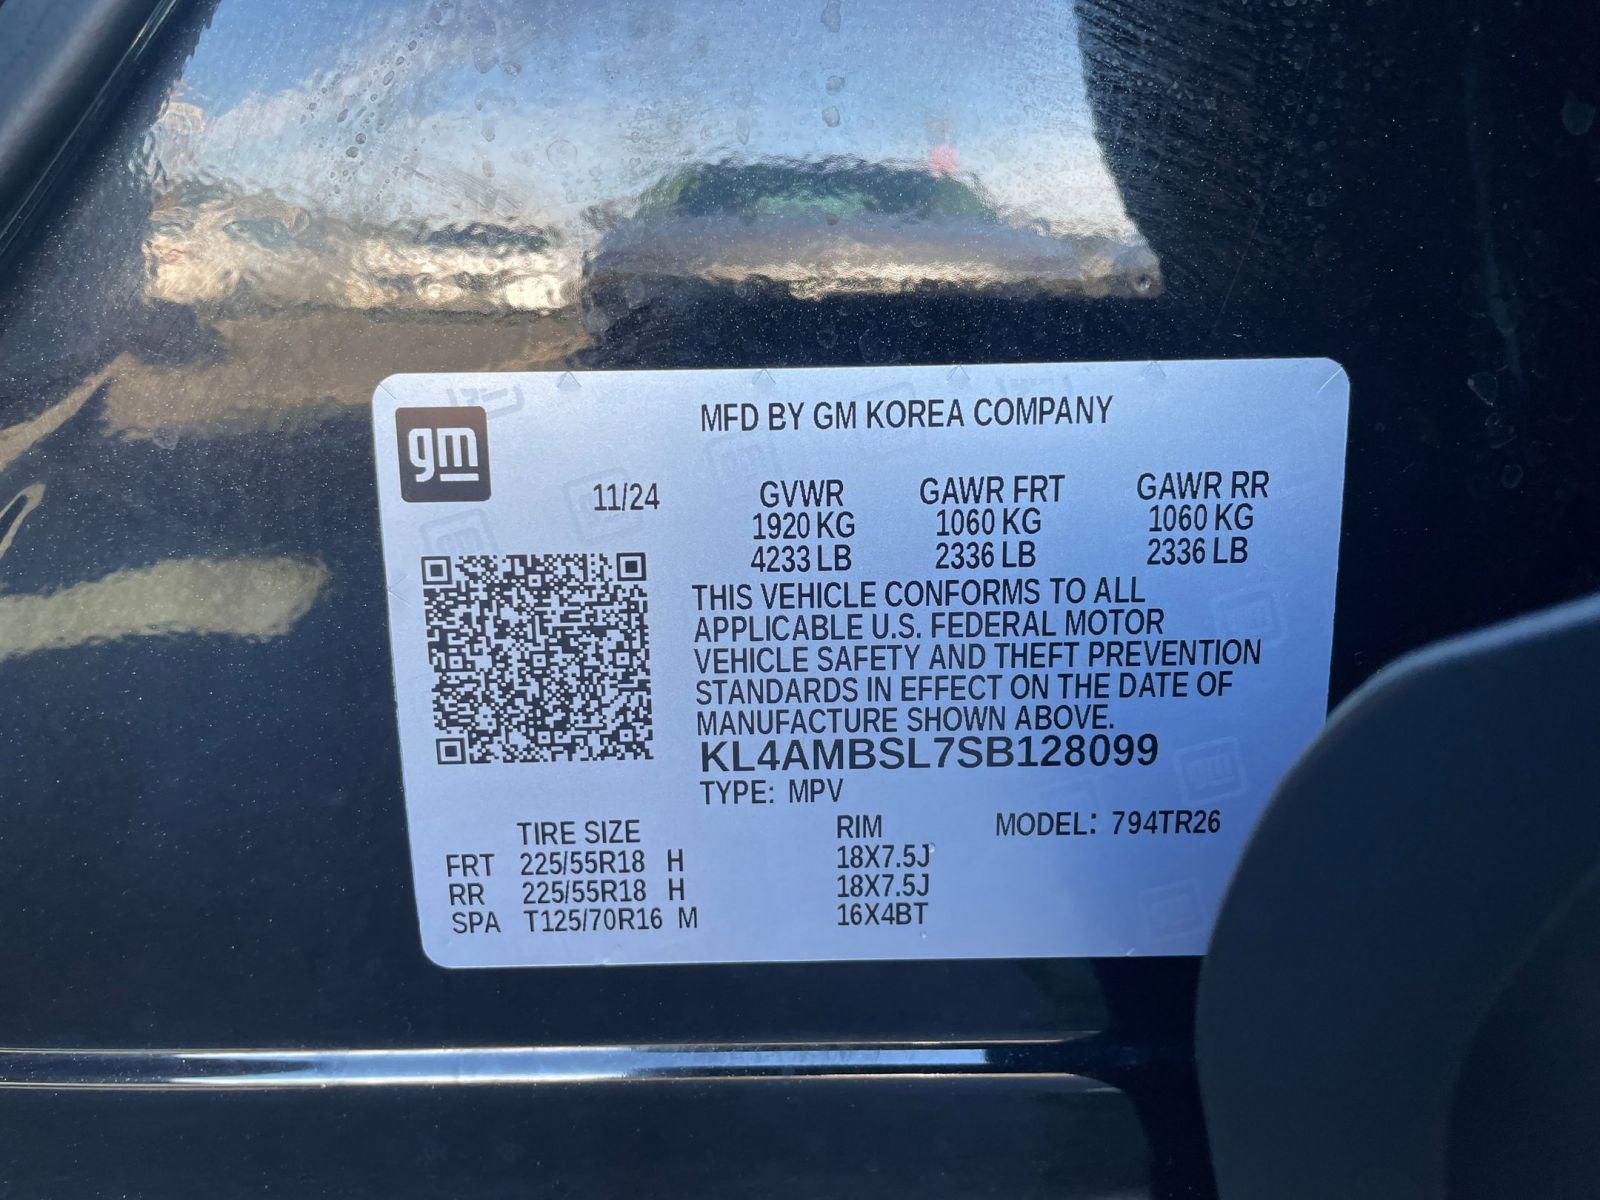 gm
MFD BY GM KOREA COMPANY
11/24
GVWR GAWR FRT GAWR RR
1920 KG 1060 KG 1060 KG
4233 LB 2336 LB 2336 LB
THIS VEHICLE CONFORMS TO ALL
APPLICABLE U.S. FEDERAL MOTOR
VEHICLE SAFETY AND THEFT PREVENTION
STANDARDS IN EFFECT ON THE DATE OF
MANUFACTURE SHOWN ABOVE.
KL4AMBSL7SB128099
TYPE: MPV
TIRE SIZE RIM MODEL: 794TR26
FRT 225/55R18 H 18X7.5J
RR 225/55R18 H 18X7.5J
SPA T125/70R16 M 16X4BT